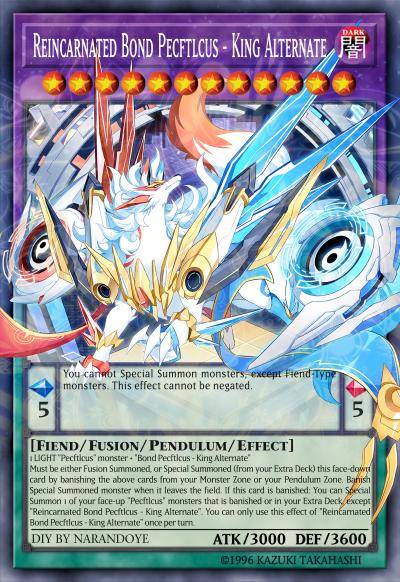 Reincarnated Bond Pecftlcus - King Alternate
DARK
闇
You cannot Special Summon monsters, except Fiend-Type
monsters. This effect cannot be negated.
5
5
[Fiend/Fusion/Pendulum/Effect]
1 LIGHT "Pecftlcus" monster + "Bond Pecftlcus - King Alternate"
Must be either Fusion Summoned, or Special Summoned (from your Extra Deck) this face-down
card by banishing the above cards from your Monster Zone or your Pendulum Zone. Banish
Special Summoned monster when it leaves the field. If this card is banished: You can Special
Summon 1 of your face-up "Pecftlcus" monsters that is banished or in your Extra Deck, except
"Reincarnated Bond Pecftlcus - King Alternate". You can only use this effect of "Reincarnated
Bond Pecftlcus - King Alternate" once per turn.
DIY BY NARANDOYE ATK/3000 DEF/3600
©1996 KAZUKI TAKAHASHI